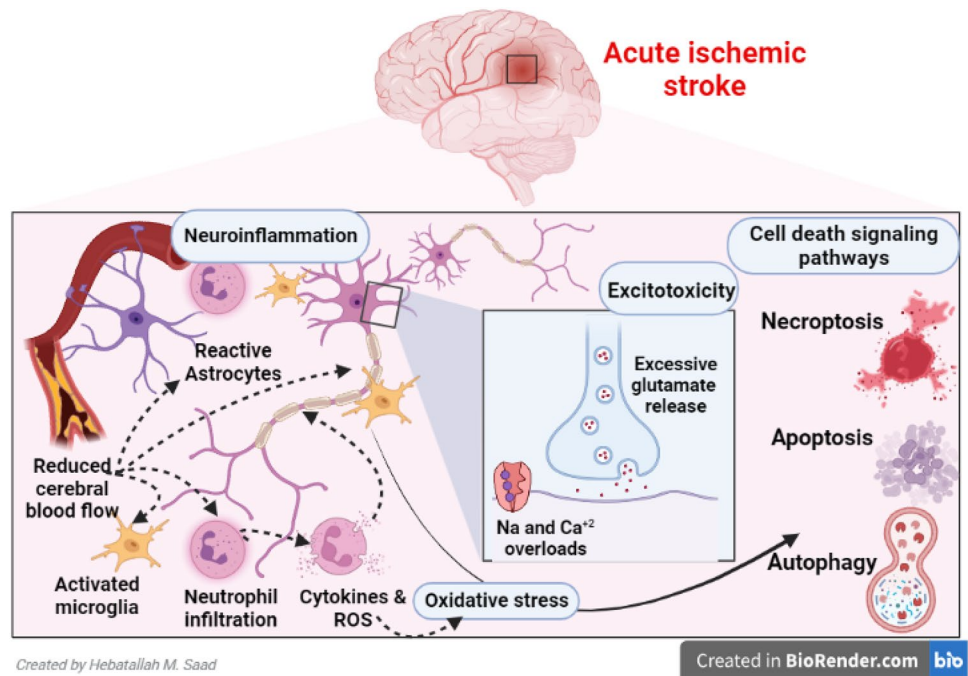 Acute ischemic
stroke
Neuroinflammation
Cell death signaling
pathways
Excitotoxicity
Necroptosis
Reactive
Astrocytes
Excessive
glutamate
release
Apoptosis
Reduced
cerebral
blood flow
Na and Ca⁺²
overloads
Autophagy
Activated
microglia
Neutrophil
infiltration
Cytokines &
ROS
Oxidative stress
Created by Hebatallah M. Saad
Created in BioRender.com bio